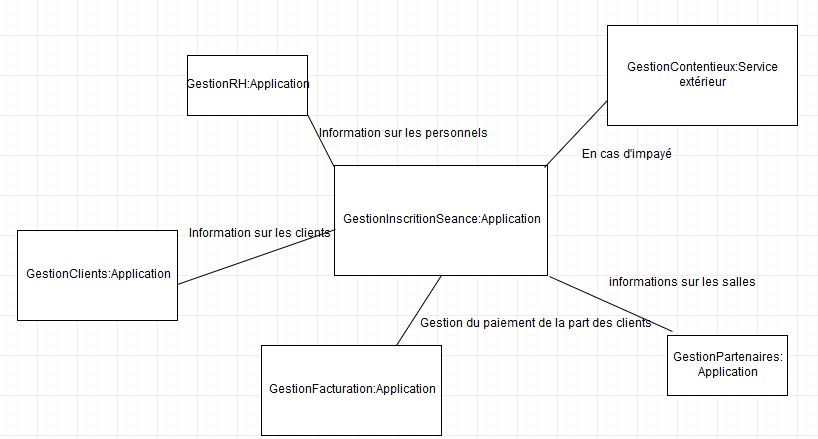 GestionContentieux:Service
extérieur
GestionRH:Application
Information sur les personnels
En cas d'impayé
GestionInscritionSeance:Application
Information sur les clients
GestionClients:Application
informations sur les salles
Gestion du paiement de la part des clients
GestionPartenaires:
Application
GestionFacturation:Application